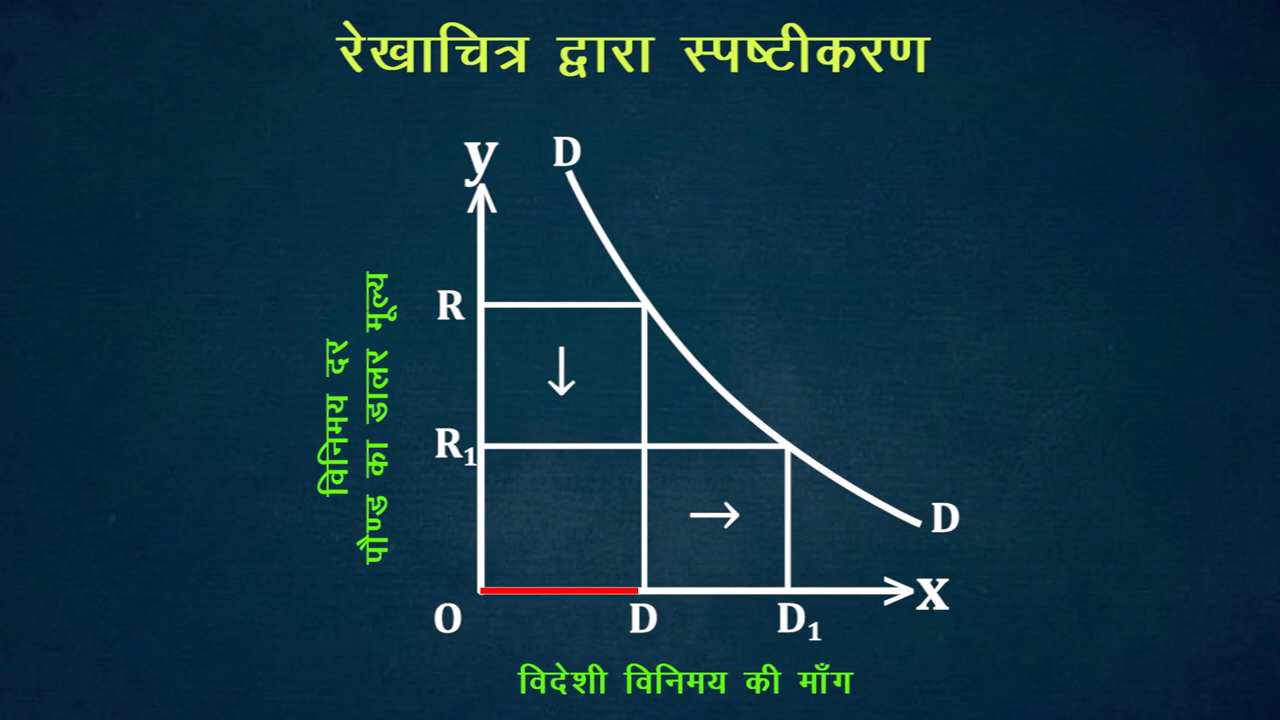 रेखाचित्र द्वारा स्पष्टीकरण
y
D
विनिमय दर
पौण्ड का डालर मूल्य
R
R₁
D
O
D
D₁
X
विदेशी विनिमय की माँग